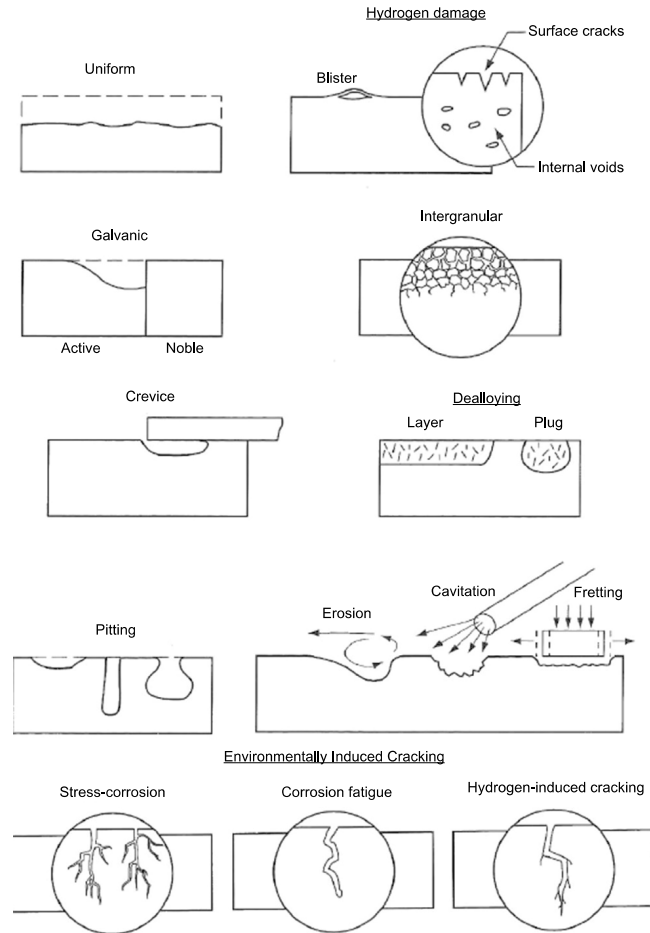 Hydrogen damage
Surface cracks
Uniform
Blister
Internal voids
Galvanic
Intergranular
Active
Noble
Crevice
Dealloying
Layer
Plug
Cavitation
Fretting
Erosion
Pitting
Environmentally Induced Cracking
Stress-corrosion
Corrosion fatigue
Hydrogen-induced cracking